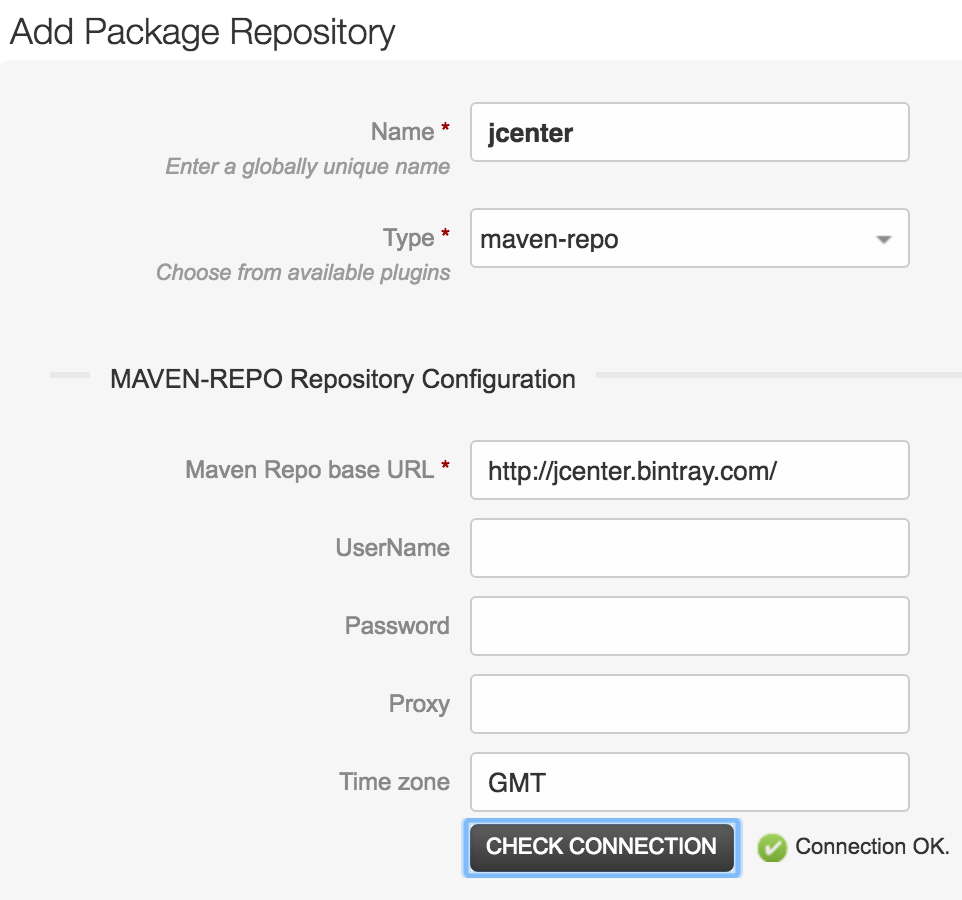 Add Package Repository
Name *
jcenter
Enter a globally unique name
Type *
maven-repo
Choose from available plugins
MAVEN-REPO Repository Configuration
Maven Repo base URL *
http://jcenter.bintray.com/
UserName
Password
Proxy
Time zone
GMT
CHECK CONNECTION
Connection OK.